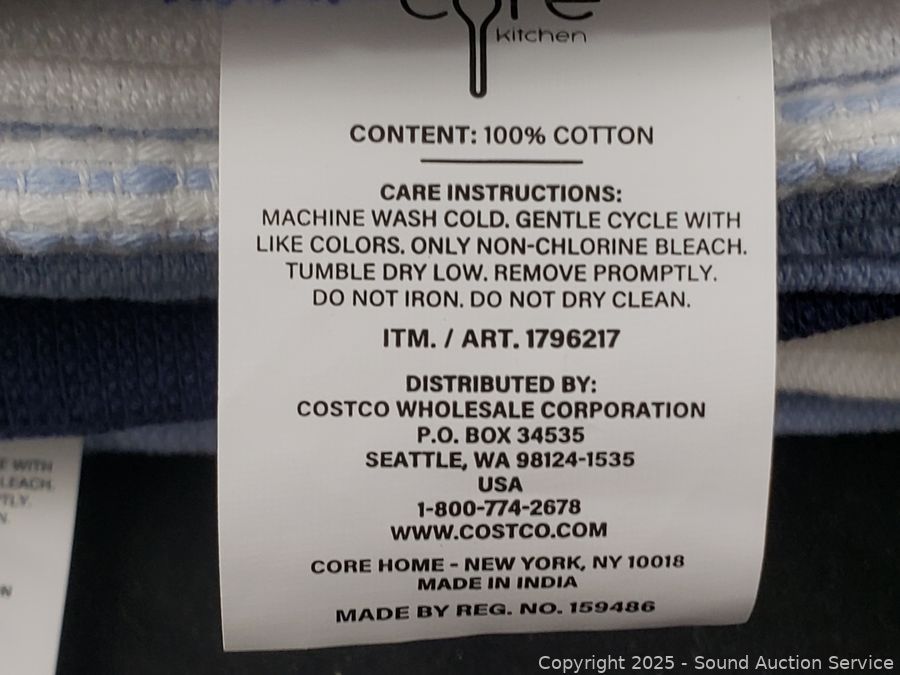 core
kitchen
CONTENT: 100% COTTON
CARE INSTRUCTIONS:
MACHINE WASH COLD. GENTLE CYCLE WITH
LIKE COLORS. ONLY NON-CHLORINE BLEACH.
TUMBLE DRY LOW. REMOVE PROMPTLY.
DO NOT IRON. DO NOT DRY CLEAN.
ITM. / ART. 1796217
DISTRIBUTED BY:
COSTCO WHOLESALE CORPORATION
P.O. BOX 34535
SEATTLE, WA 98124-1535
USA
1-800-774-2678
WWW.COSTCO.COM
CORE HOME - NEW YORK, NY 10018
MADE IN INDIA
MADE BY REG. NO. 159486
WITH
Copyright 2025 - Sound Auction Service